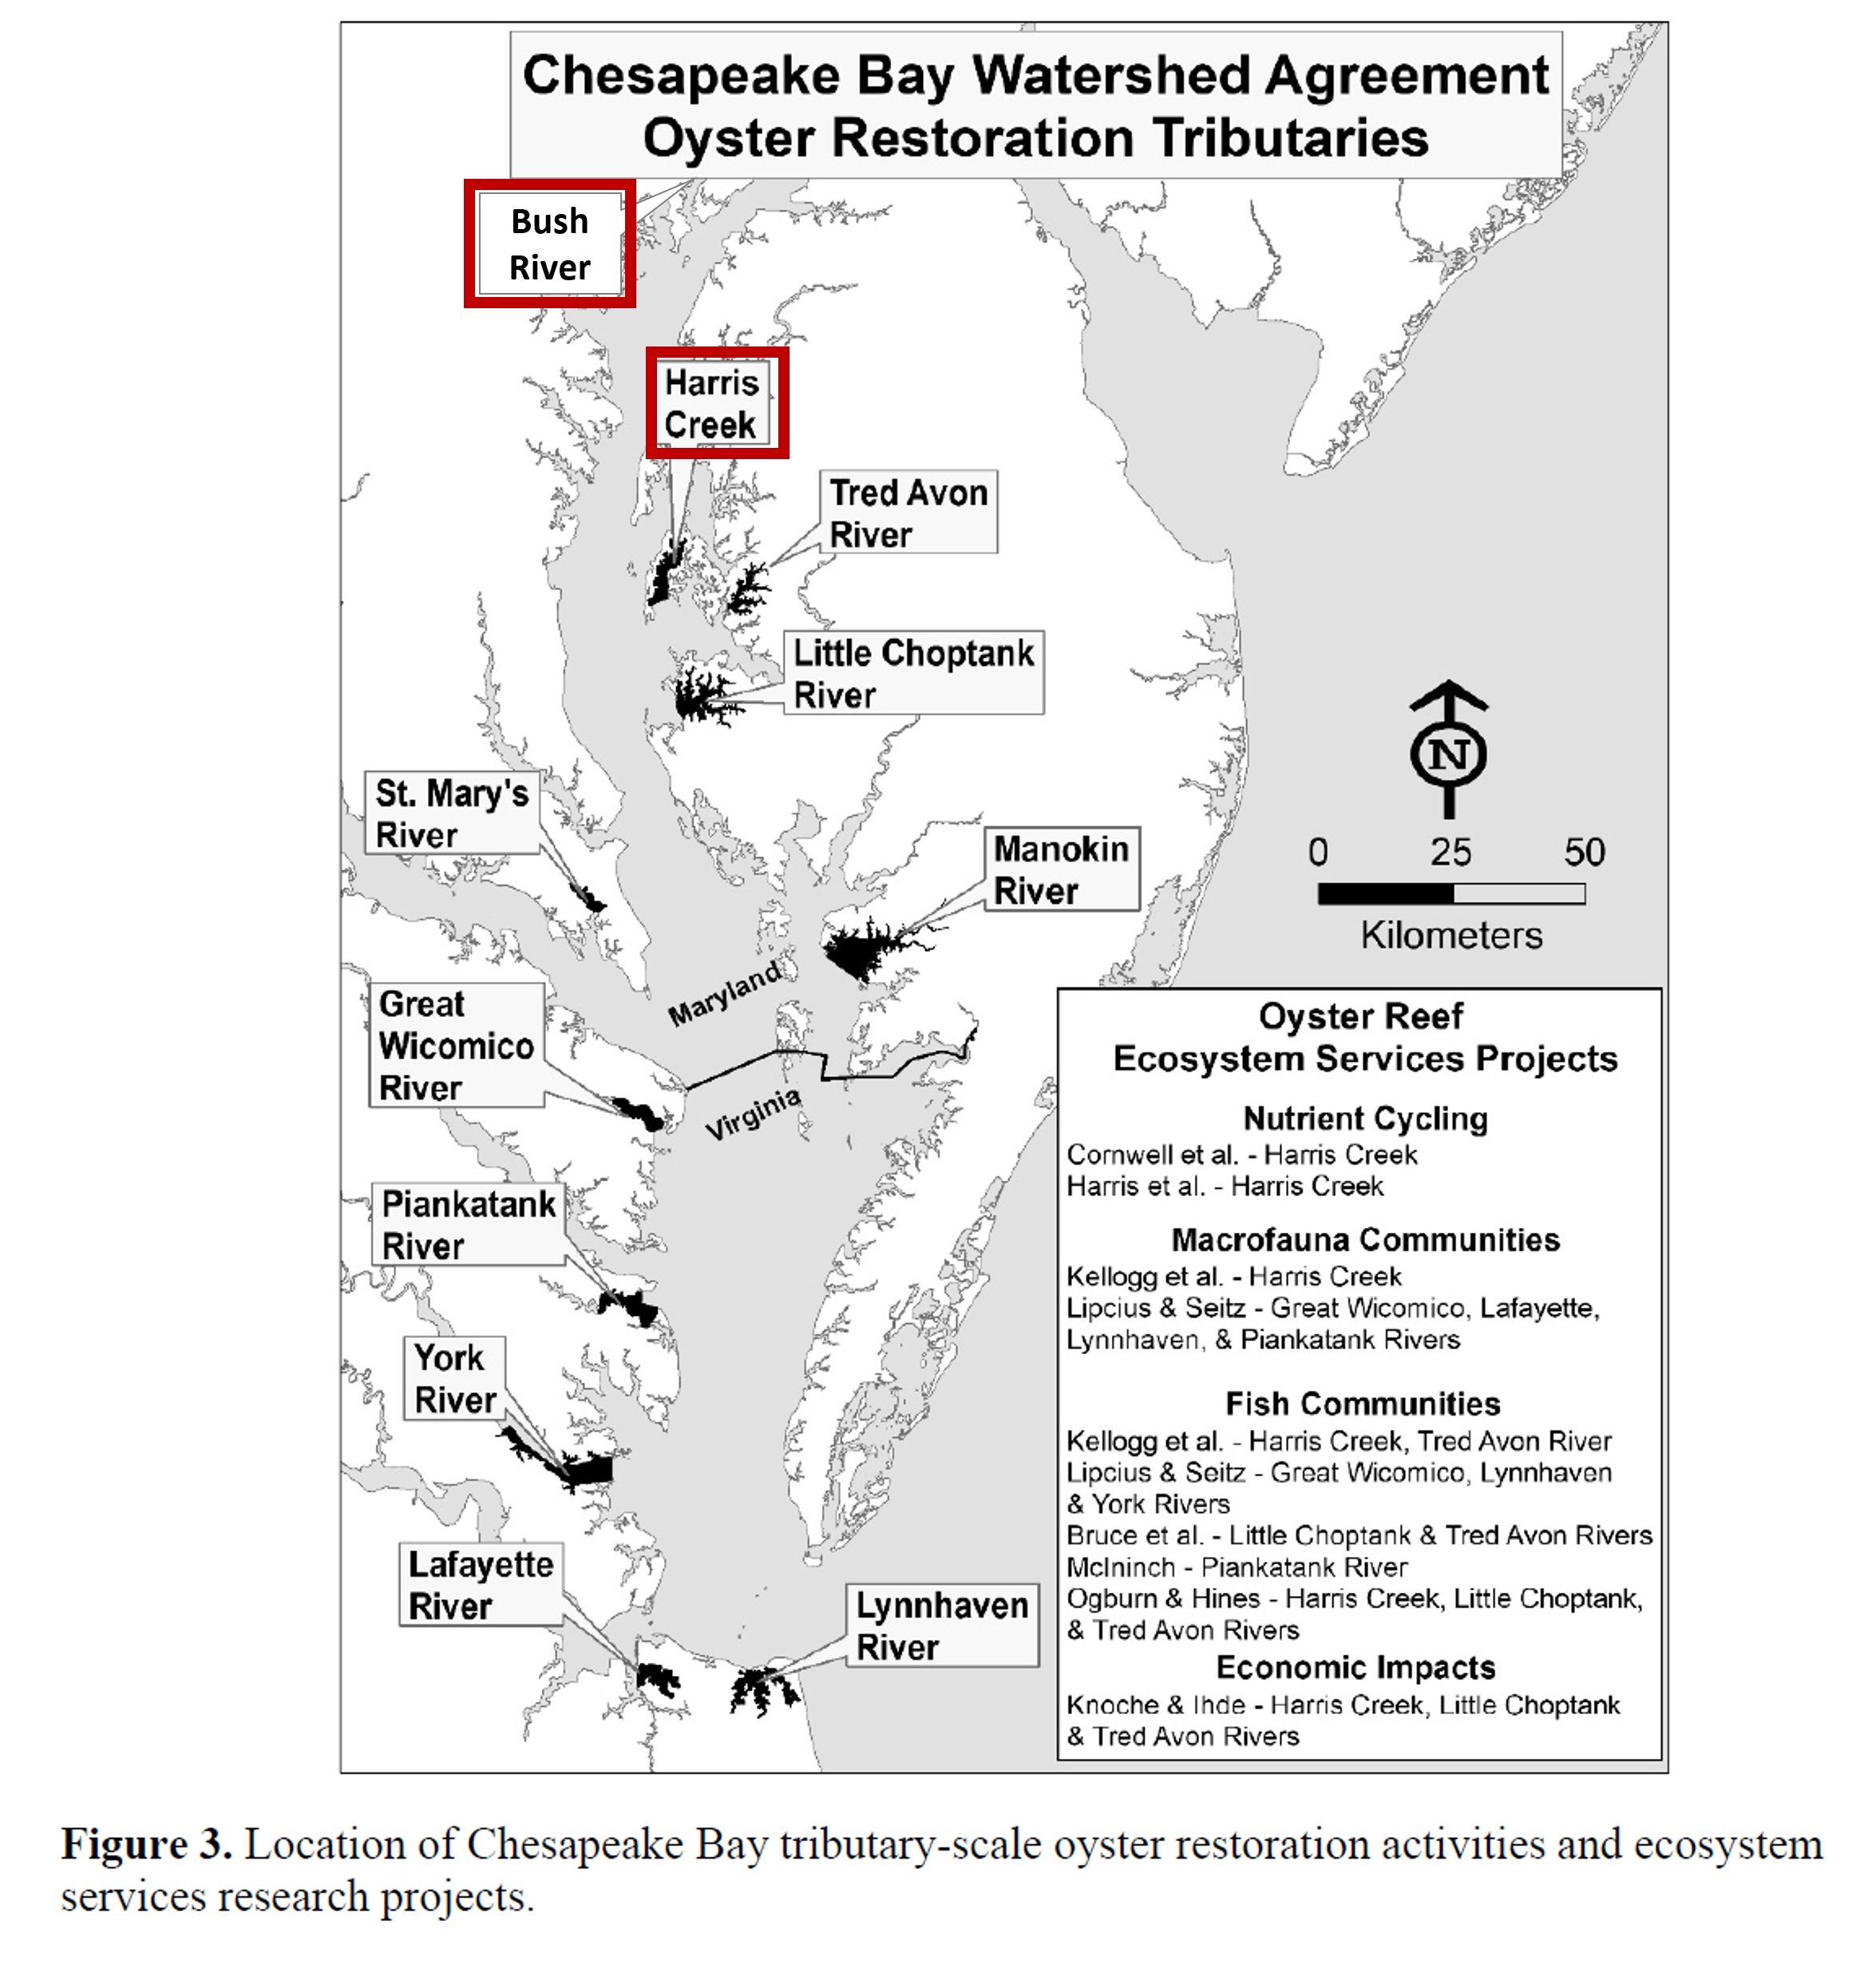 Chesapeake Bay Watershed Agreement
Oyster Restoration Tributaries
Bush
River
Harris
Creek
Tred Avon
River
Little Choptank
River
St. Mary's
River
Manokin
River
N
0 25 50
Kilometers
Maryland
Virginia
Great
Wicomico
River
Piankatank
River
York
River
Lafayette
River
Lynnhaven
River
Oyster Reef
Ecosystem Services Projects
Nutrient Cycling
Cornwell et al. - Harris Creek
Harris et al. - Harris Creek
Macrofauna Communities
Kellogg et al. - Harris Creek
Lipcius & Seitz - Great Wicomico, Lafayette,
Lynnhaven, & Piankatank Rivers
Fish Communities
Kellogg et al. - Harris Creek, Tred Avon River
Lipcius & Seitz - Great Wicomico, Lynnhaven
& York Rivers
Bruce et al. - Little Choptank & Tred Avon Rivers
McIninch - Piankatank River
Ogburn & Hines - Harris Creek, Little Choptank,
& Tred Avon Rivers
Economic Impacts
Knoche & Ihde - Harris Creek, Little Choptank
& Tred Avon Rivers
Figure 3. Location of Chesapeake Bay tributary-scale oyster restoration activities and ecosystem
services research projects.